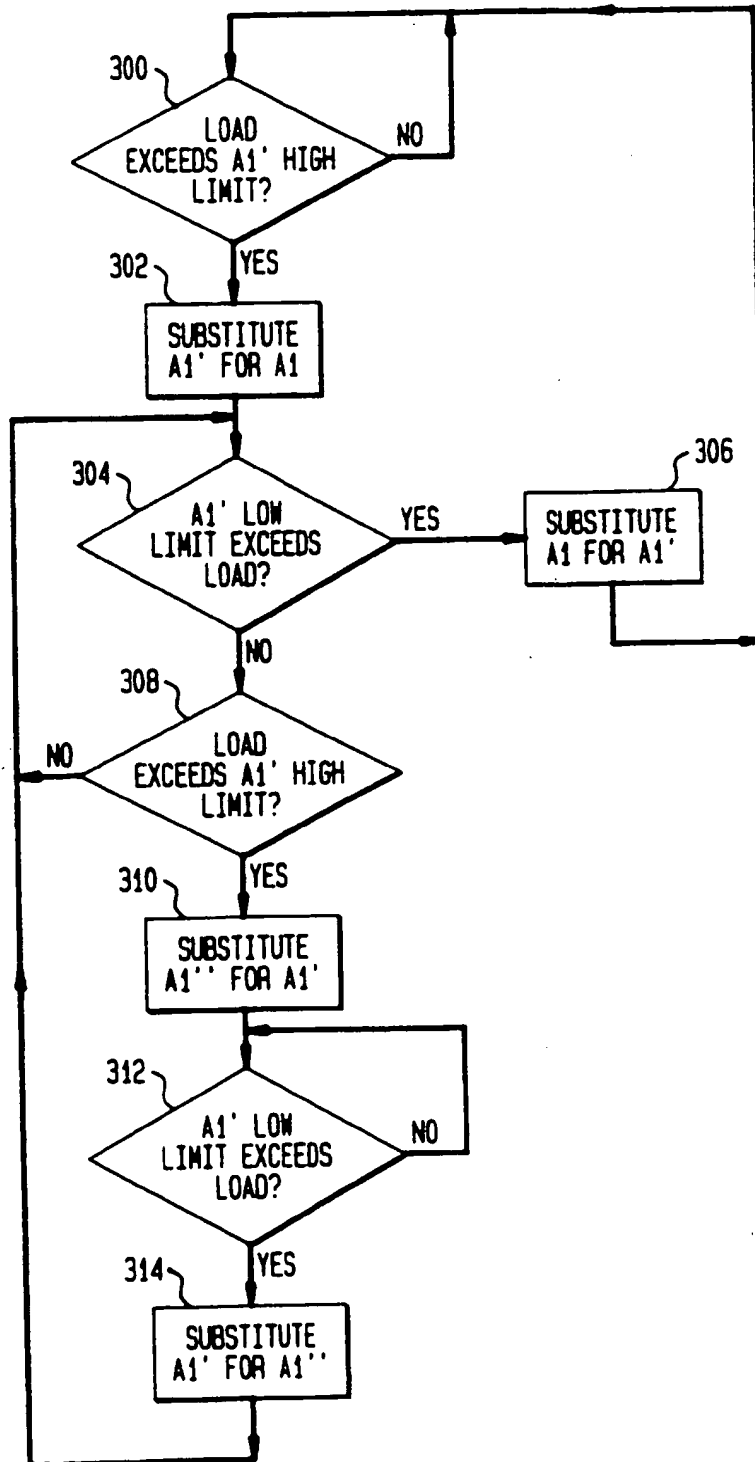 300
LOAD
EXCEEDS A1' HIGH
LIMIT?
NO
YES
302
SUBSTITUTE
A1' FOR A1
304
A1' LOW
LIMIT EXCEEDS
LOAD?
YES
306
SUBSTITUTE
A1 FOR A1'
NO
308
LOAD
EXCEEDS A1' HIGH
LIMIT?
NO
YES
310
SUBSTITUTE
A1'' FOR A1'
312
A1' LOW
LIMIT EXCEEDS
LOAD?
NO
YES
314
SUBSTITUTE
A1' FOR A1''